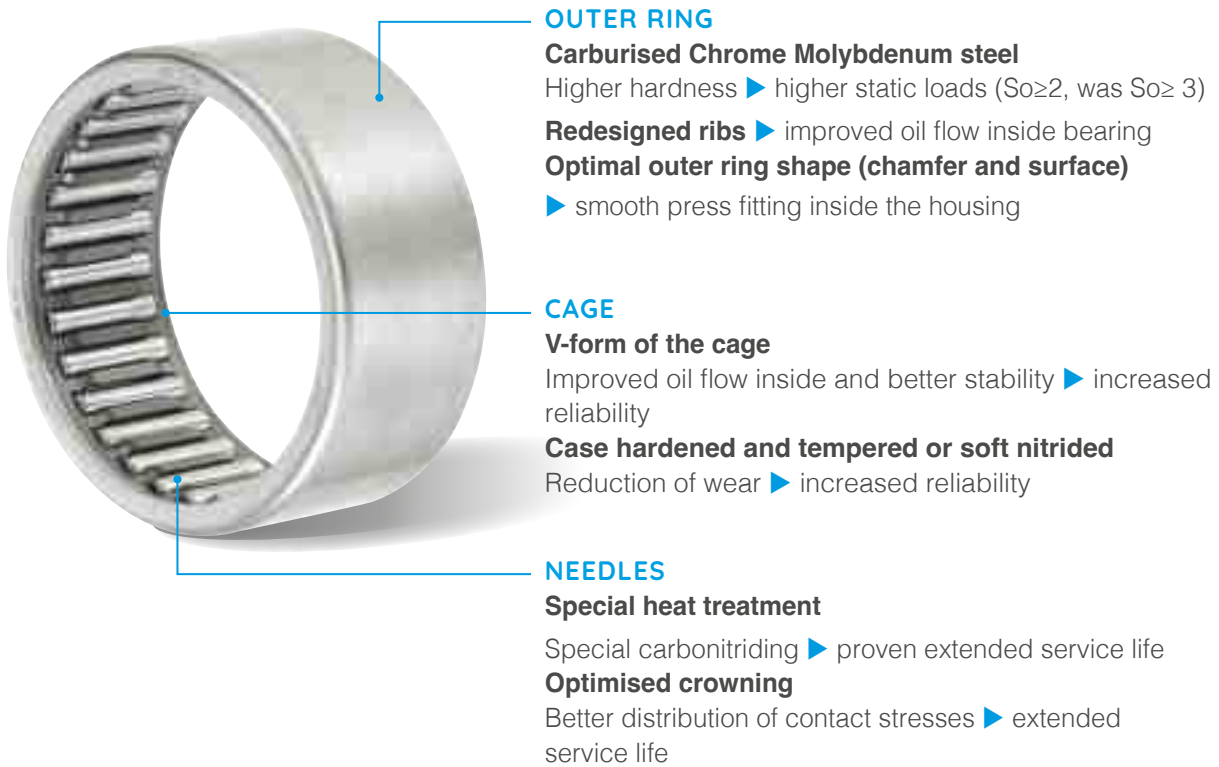 OUTER RING
Carburised Chrome Molybdenum steel
Higher hardness ▶ higher static loads (So≥2, was So≥ 3)
Redesigned ribs ▶ improved oil flow inside bearing
Optimal outer ring shape (chamfer and surface)
▶ smooth press fitting inside the housing
CAGE
V-form of the cage
Improved oil flow inside and better stability ▶ increased
reliability
Case hardened and tempered or soft nitrided
Reduction of wear ▶ increased reliability
NEEDLES
Special heat treatment
Special carbonitriding ▶ proven extended service life
Optimised crowning
Better distribution of contact stresses ▶ extended
service life